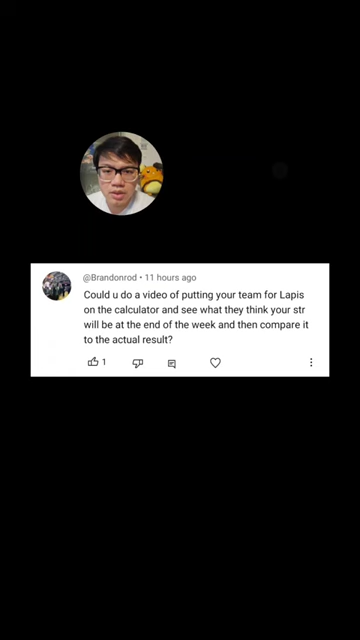 @Brandonrod • 11 hours ago
Could u do a video of putting your team for Lapis
on the calculator and see what they think your str
will be at the end of the week and then compare it
to the actual result?
1